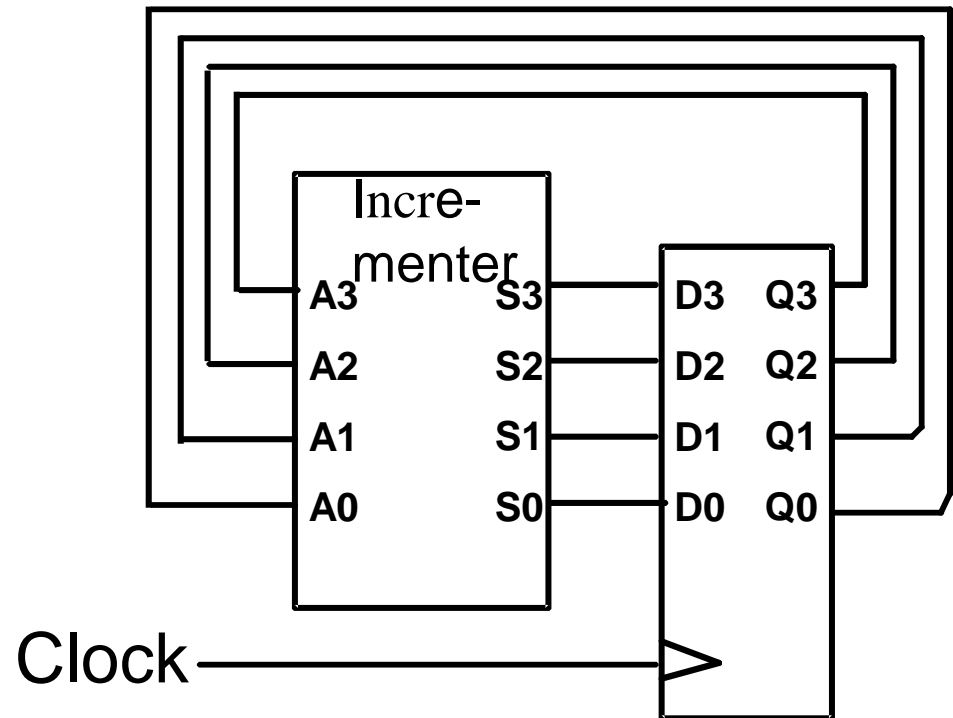 Incre-
menter
A3 S3 D3 Q3
A2 S2 D2 Q2
A1 S1 D1 Q1
A0 S0 D0 Q0
Clock